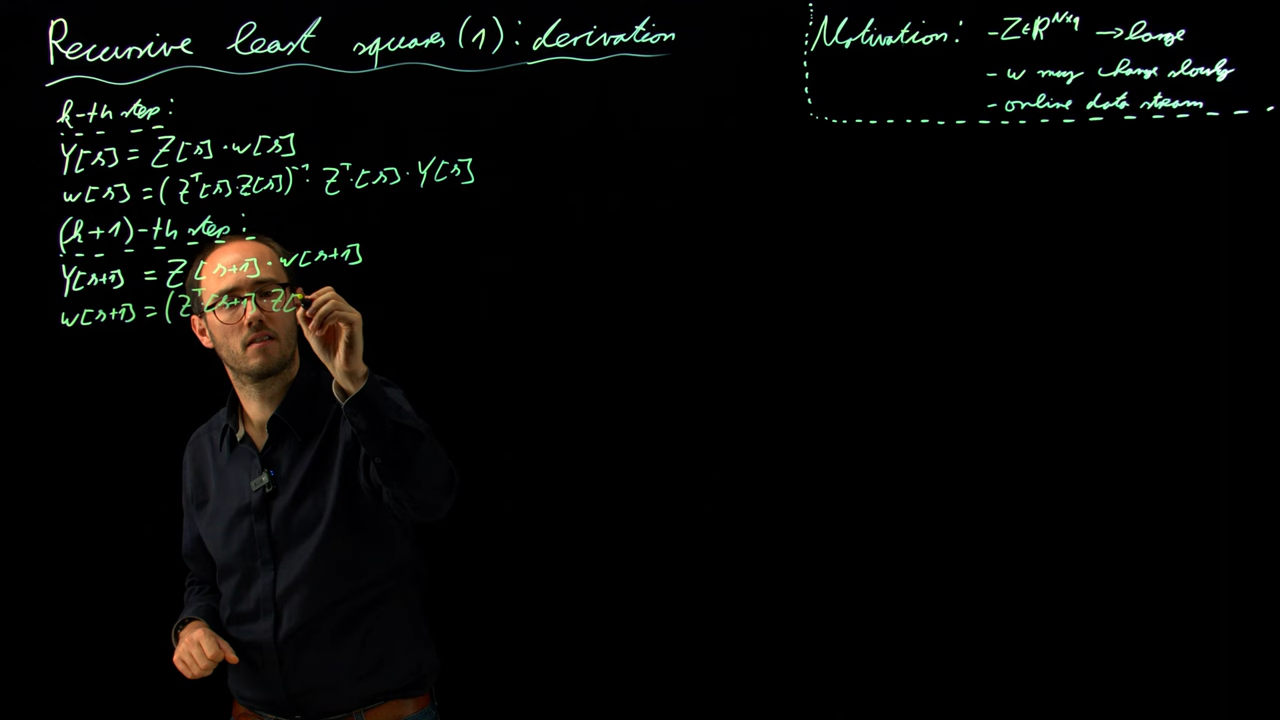 Recursive least squares (1): derivation
Motivation: - Z ∈ R^{N×q} → large
- w may change slowly
- online data stream
k-th step:
Y[k] = Z[k] · w[k]
w[k] = (Z^T[k] · Z[k])^{-1} · Z^T[k] · Y[k]
(k+1)-th step:
Y[k+1] = Z[k+1] · w[k+1]
w[k+1] = (Z^T[k+1] · Z[